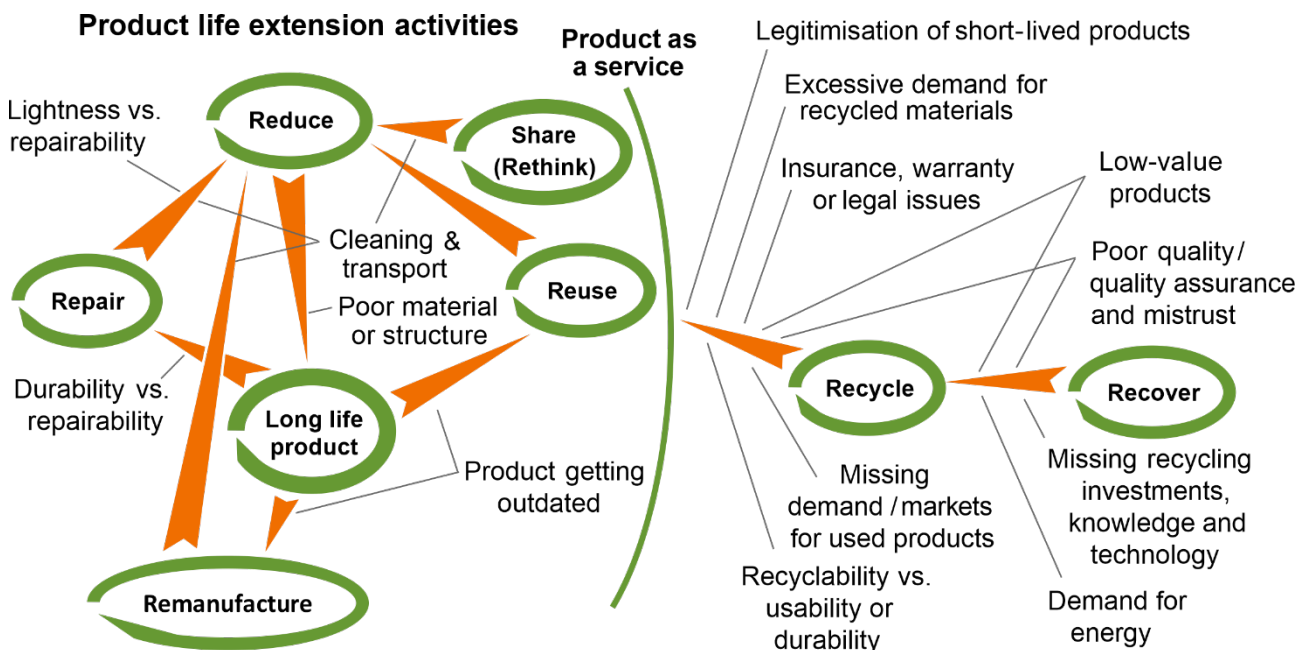 Product life extension activities
Product as
a service
Legitimisation of short-lived products
Excessive demand for
recycled materials
Insurance, warranty
or legal issues
Low-value
products
Poor quality/
quality assurance
and mistrust
Lightness vs.
repairability
Reduce
Share
(Rethink)
Cleaning &
transport
Repair
Poor material
or structure
Reuse
Durability vs.
repairability
Long life
product
Product getting
outdated
Remanufacture
Recycle
Recover
Missing
demand / markets
for used products
Recyclability vs.
usability or
durability
Missing recycling
investments,
knowledge and
technology
Demand for
energy